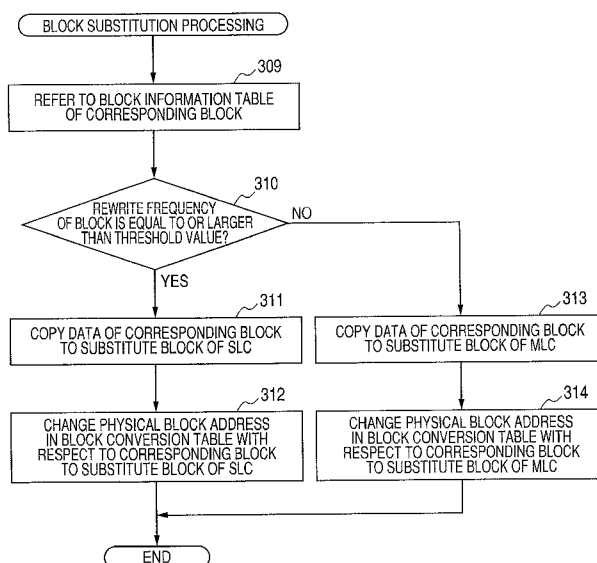 BLOCK SUBSTITUTION PROCESSING
309
REFER TO BLOCK INFORMATION TABLE
OF CORRESPONDING BLOCK
310
REWRITE FREQUENCY
OF BLOCK IS EQUAL TO OR LARGER
THAN THRESHOLD VALUE?
NO
YES
311
COPY DATA OF CORRESPONDING BLOCK
TO SUBSTITUTE BLOCK OF SLC
312
CHANGE PHYSICAL BLOCK ADDRESS
IN BLOCK CONVERSION TABLE WITH
RESPECT TO CORRESPONDING BLOCK
TO SUBSTITUTE BLOCK OF SLC
313
COPY DATA OF CORRESPONDING BLOCK
TO SUBSTITUTE BLOCK OF MLC
314
CHANGE PHYSICAL BLOCK ADDRESS
IN BLOCK CONVERSION TABLE WITH
RESPECT TO CORRESPONDING BLOCK
TO SUBSTITUTE BLOCK OF MLC
END